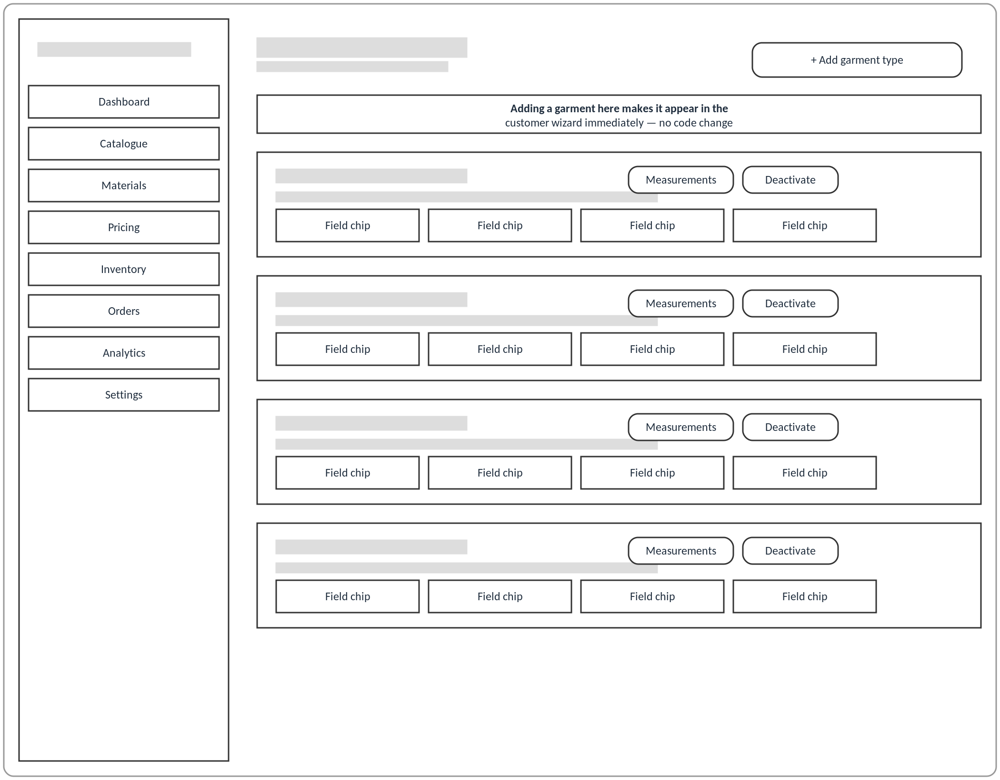 Dashboard
Catalogue
Materials
Pricing
Inventory
Orders
Analytics
Settings
+ Add garment type
Adding a garment here makes it appear in the
customer wizard immediately — no code change
Measurements Deactivate
Field chip Field chip Field chip Field chip
Measurements Deactivate
Field chip Field chip Field chip Field chip
Measurements Deactivate
Field chip Field chip Field chip Field chip
Measurements Deactivate
Field chip Field chip Field chip Field chip